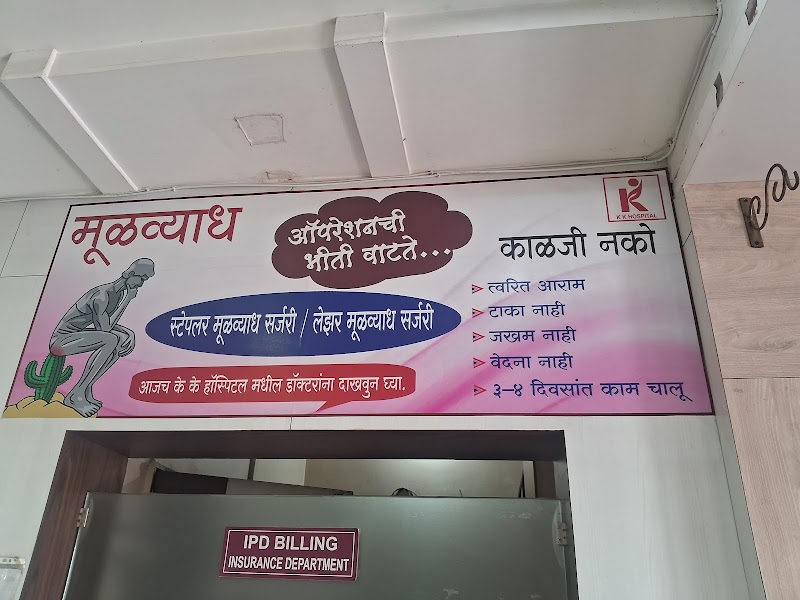 मूळव्याध
ऑपरेशनची
भीती वाटते...
K K HOSPITAL
काळजी नको
त्वरित आराम
टाका नाही
जखम नाही
वेदना नाही
३-४ दिवसांत काम चालू
स्टेपलर मूळव्याध सर्जरी / लेझर मूळव्याध सर्जरी
आजच के के हॉस्पिटल मधील डॉक्टरांना दाखवुन घ्या.
IPD BILLING
INSURANCE DEPARTMENT